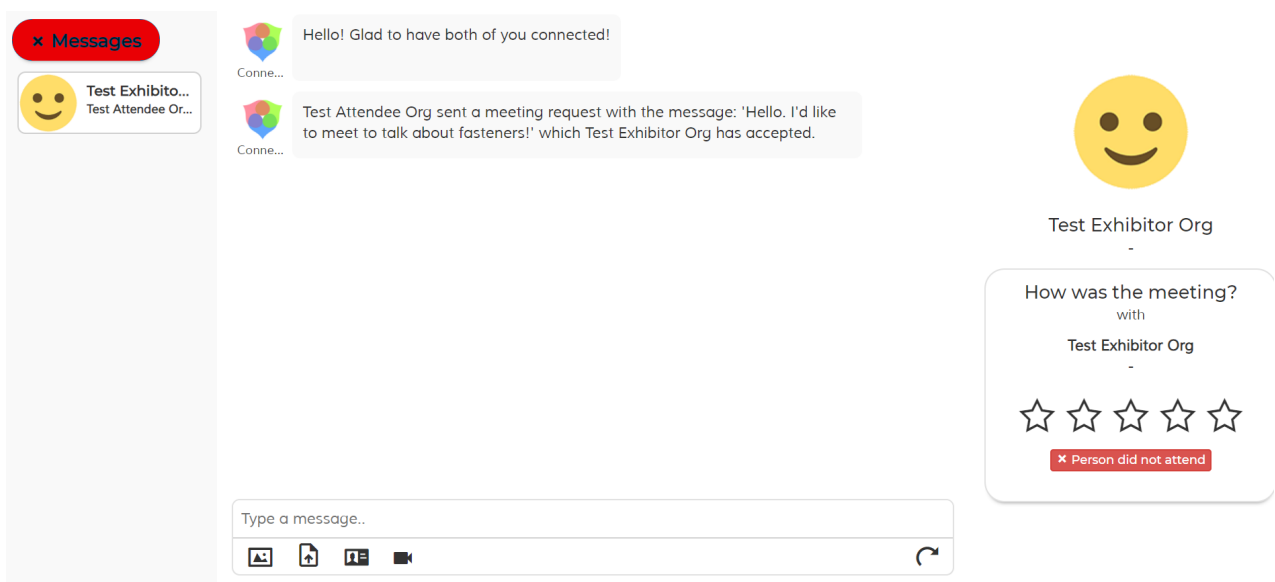 × Messages
Test Exhibito...
Test Attendee Or...
Conne...
Hello! Glad to have both of you connected!
Conne...
Test Attendee Org sent a meeting request with the message: 'Hello. I'd like
to meet to talk about fasteners!' which Test Exhibitor Org has accepted.
Type a message..
Test Exhibitor Org
-
How was the meeting?
with
Test Exhibitor Org
-
× Person did not attend